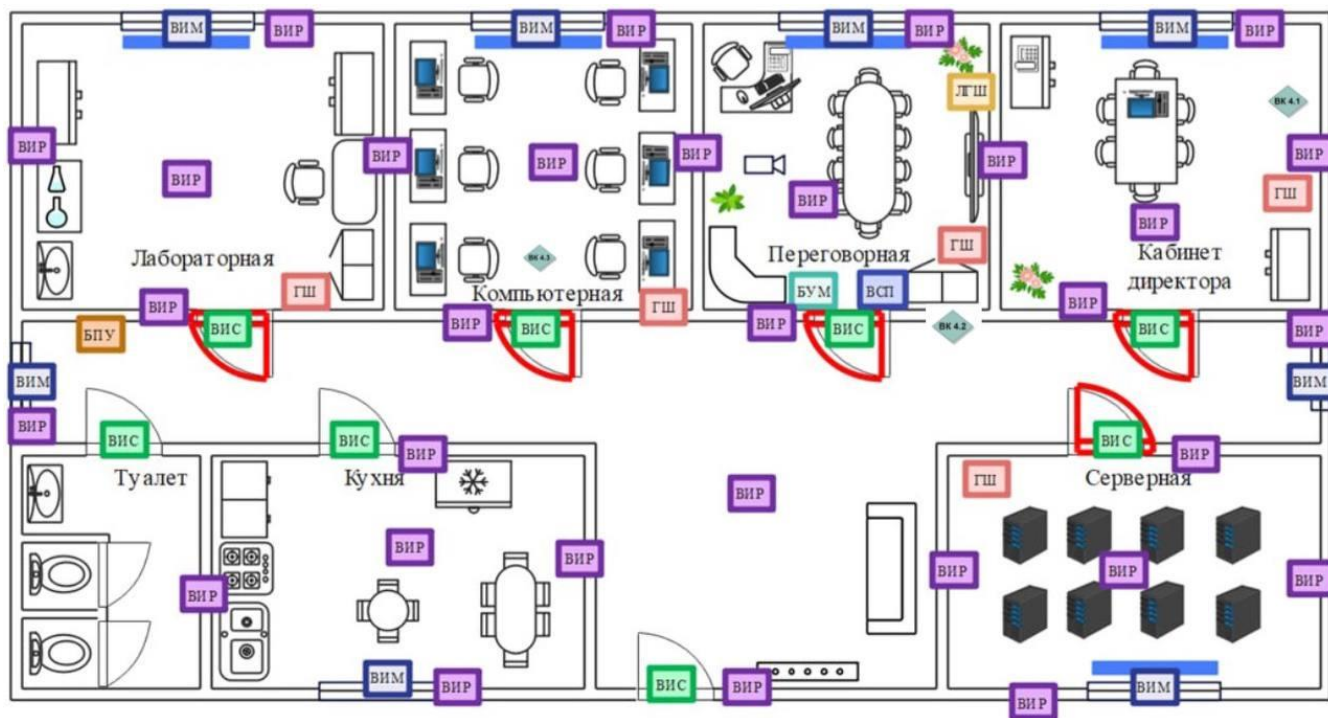 ВИМ
ВИР
ВИМ
ВИР
ВИМ
ВИР
ВИМ
ВИР
ЛГШ
ВК 4.1
ВИР
ВИР
ВИР
ВИР
ВИР
ВИР
ВИР
ВИР
ВИР
ГШ
ВИР
Лабораторная
ВК 4.3
Переговорная
ГШ
Кабинет
директора
ГШ
Компьютерная
БУМ
ВСП
ВИР
ГШ
ВИР
БПУ
ВИС
ВИР
ВИС
ВИР
ВИС
ВК 4.2
ВИС
ВИР
ВИМ
ВИМ
ВИР
ВИС
ВИС
ВИР
ВИС
ВИР
Туалет
Кухня
ГШ
Серверная
ВИР
ВИР
ВИР
ВИР
ВИР
ВИР
ВИР
ВИМ
ВИР
ВИС
ВИР
ВИМ
ВИР